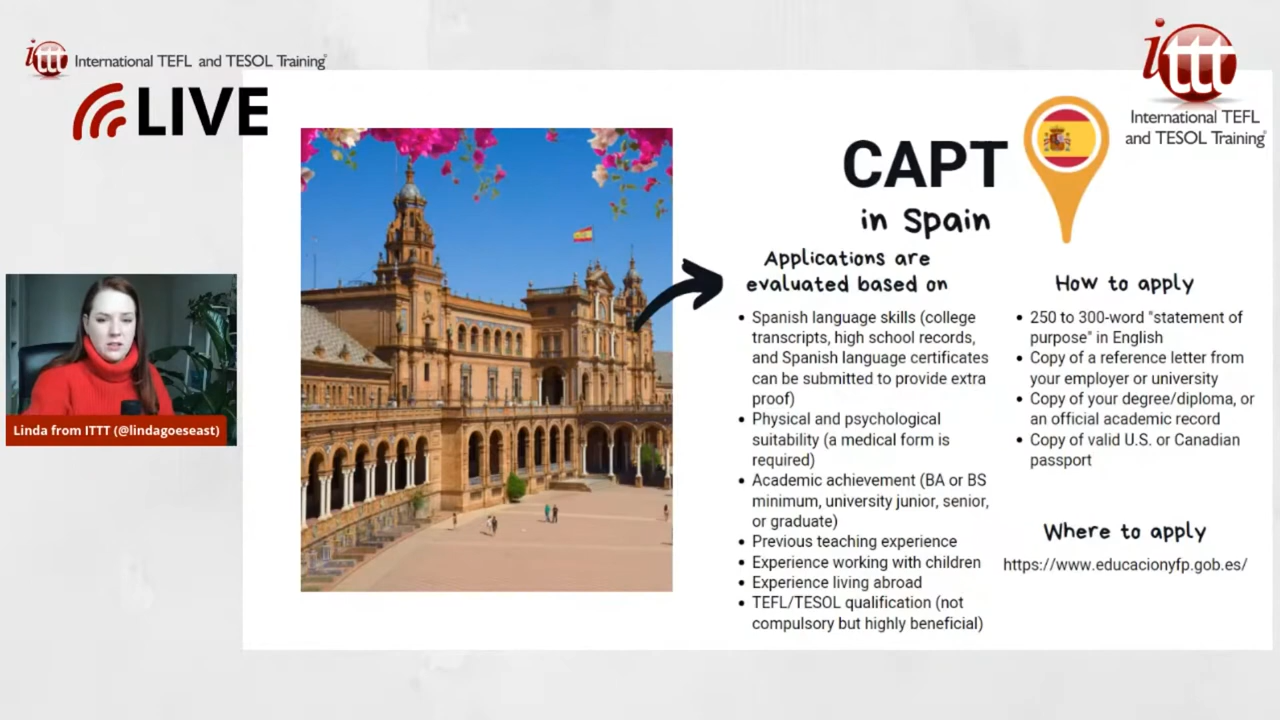 ittt International TEFL and TESOL Training
LIVE
ittt
International TEFL
and TESOL Training
CAPT
in Spain
Applications are
evaluated based on
• Spanish language skills (college
transcripts, high school records,
and Spanish language certificates
can be submitted to provide extra
proof)
• Physical and psychological
suitability (a medical form is
required)
• Academic achievement (BA or BS
minimum, university junior, senior,
or graduate)
• Previous teaching experience
• Experience working with children
• Experience living abroad
• TEFL/TESOL qualification (not
compulsory but highly beneficial)
How to apply
• 250 to 300-word "statement of
purpose" in English
• Copy of a reference letter from
your employer or university
• Copy of your degree/diploma, or
an official academic record
• Copy of valid U.S. or Canadian
passport
Where to apply
https://www.educacionyfp.gob.es/
Linda from ITTT (@lindagoeseast)